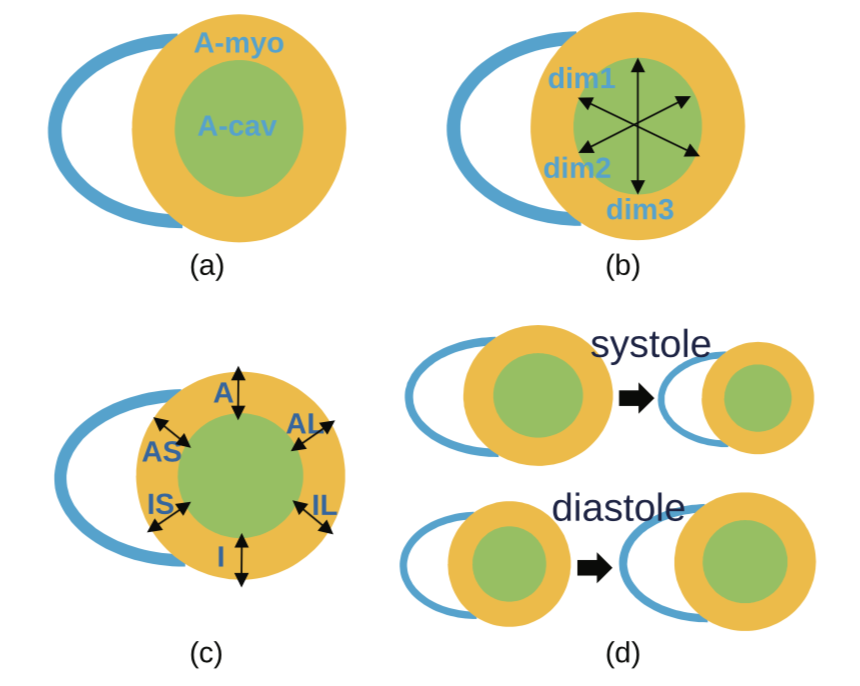 A-myo
A-cav
(a)
dim1
dim2
dim3
(b)
A
AL
AS
IS
IL
I
(c)
systole
diastole
(d)